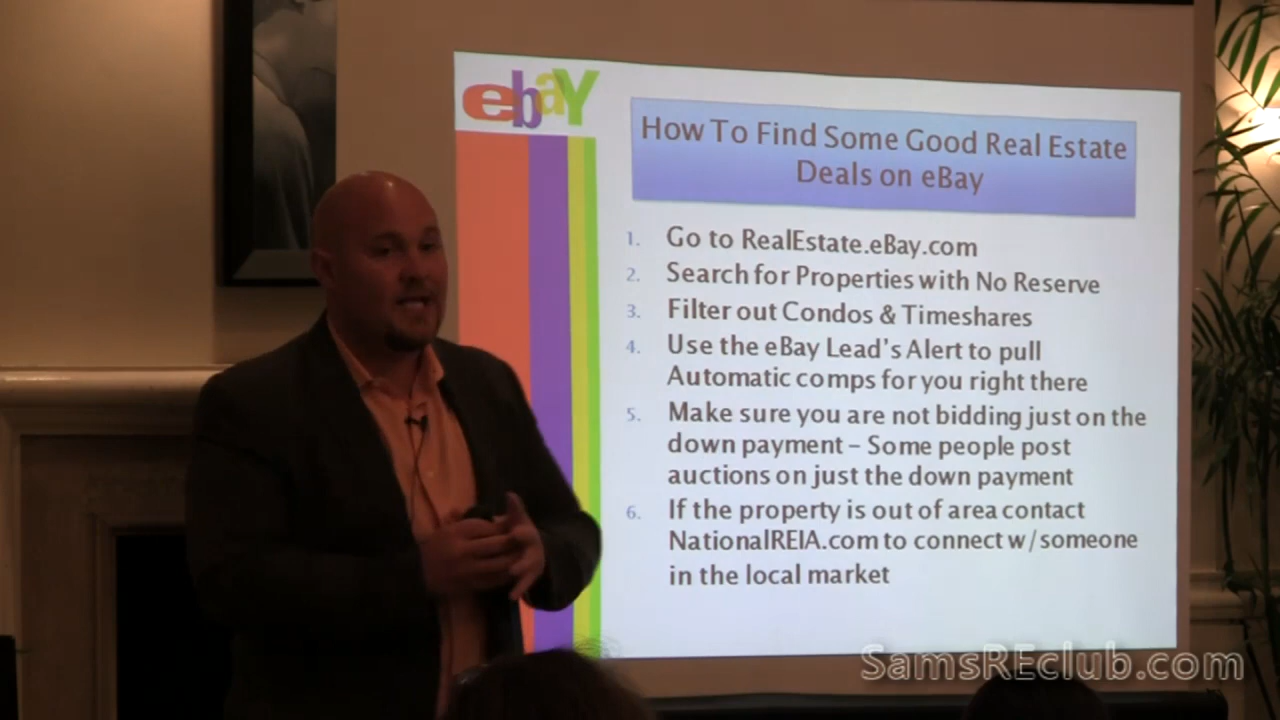 ebaY
How To Find Some Good Real Estate
Deals on eBay
1. Go to RealEstate.eBay.com
2. Search for Properties with No Reserve
3. Filter out Condos & Timeshares
4. Use the eBay Lead's Alert to pull
Automatic comps for you right there
5. Make sure you are not bidding just on the
down payment – Some people post
auctions on just the down payment
6. If the property is out of area contact
NationalREIA.com to connect w/someone
in the local market
SamsREclub.com